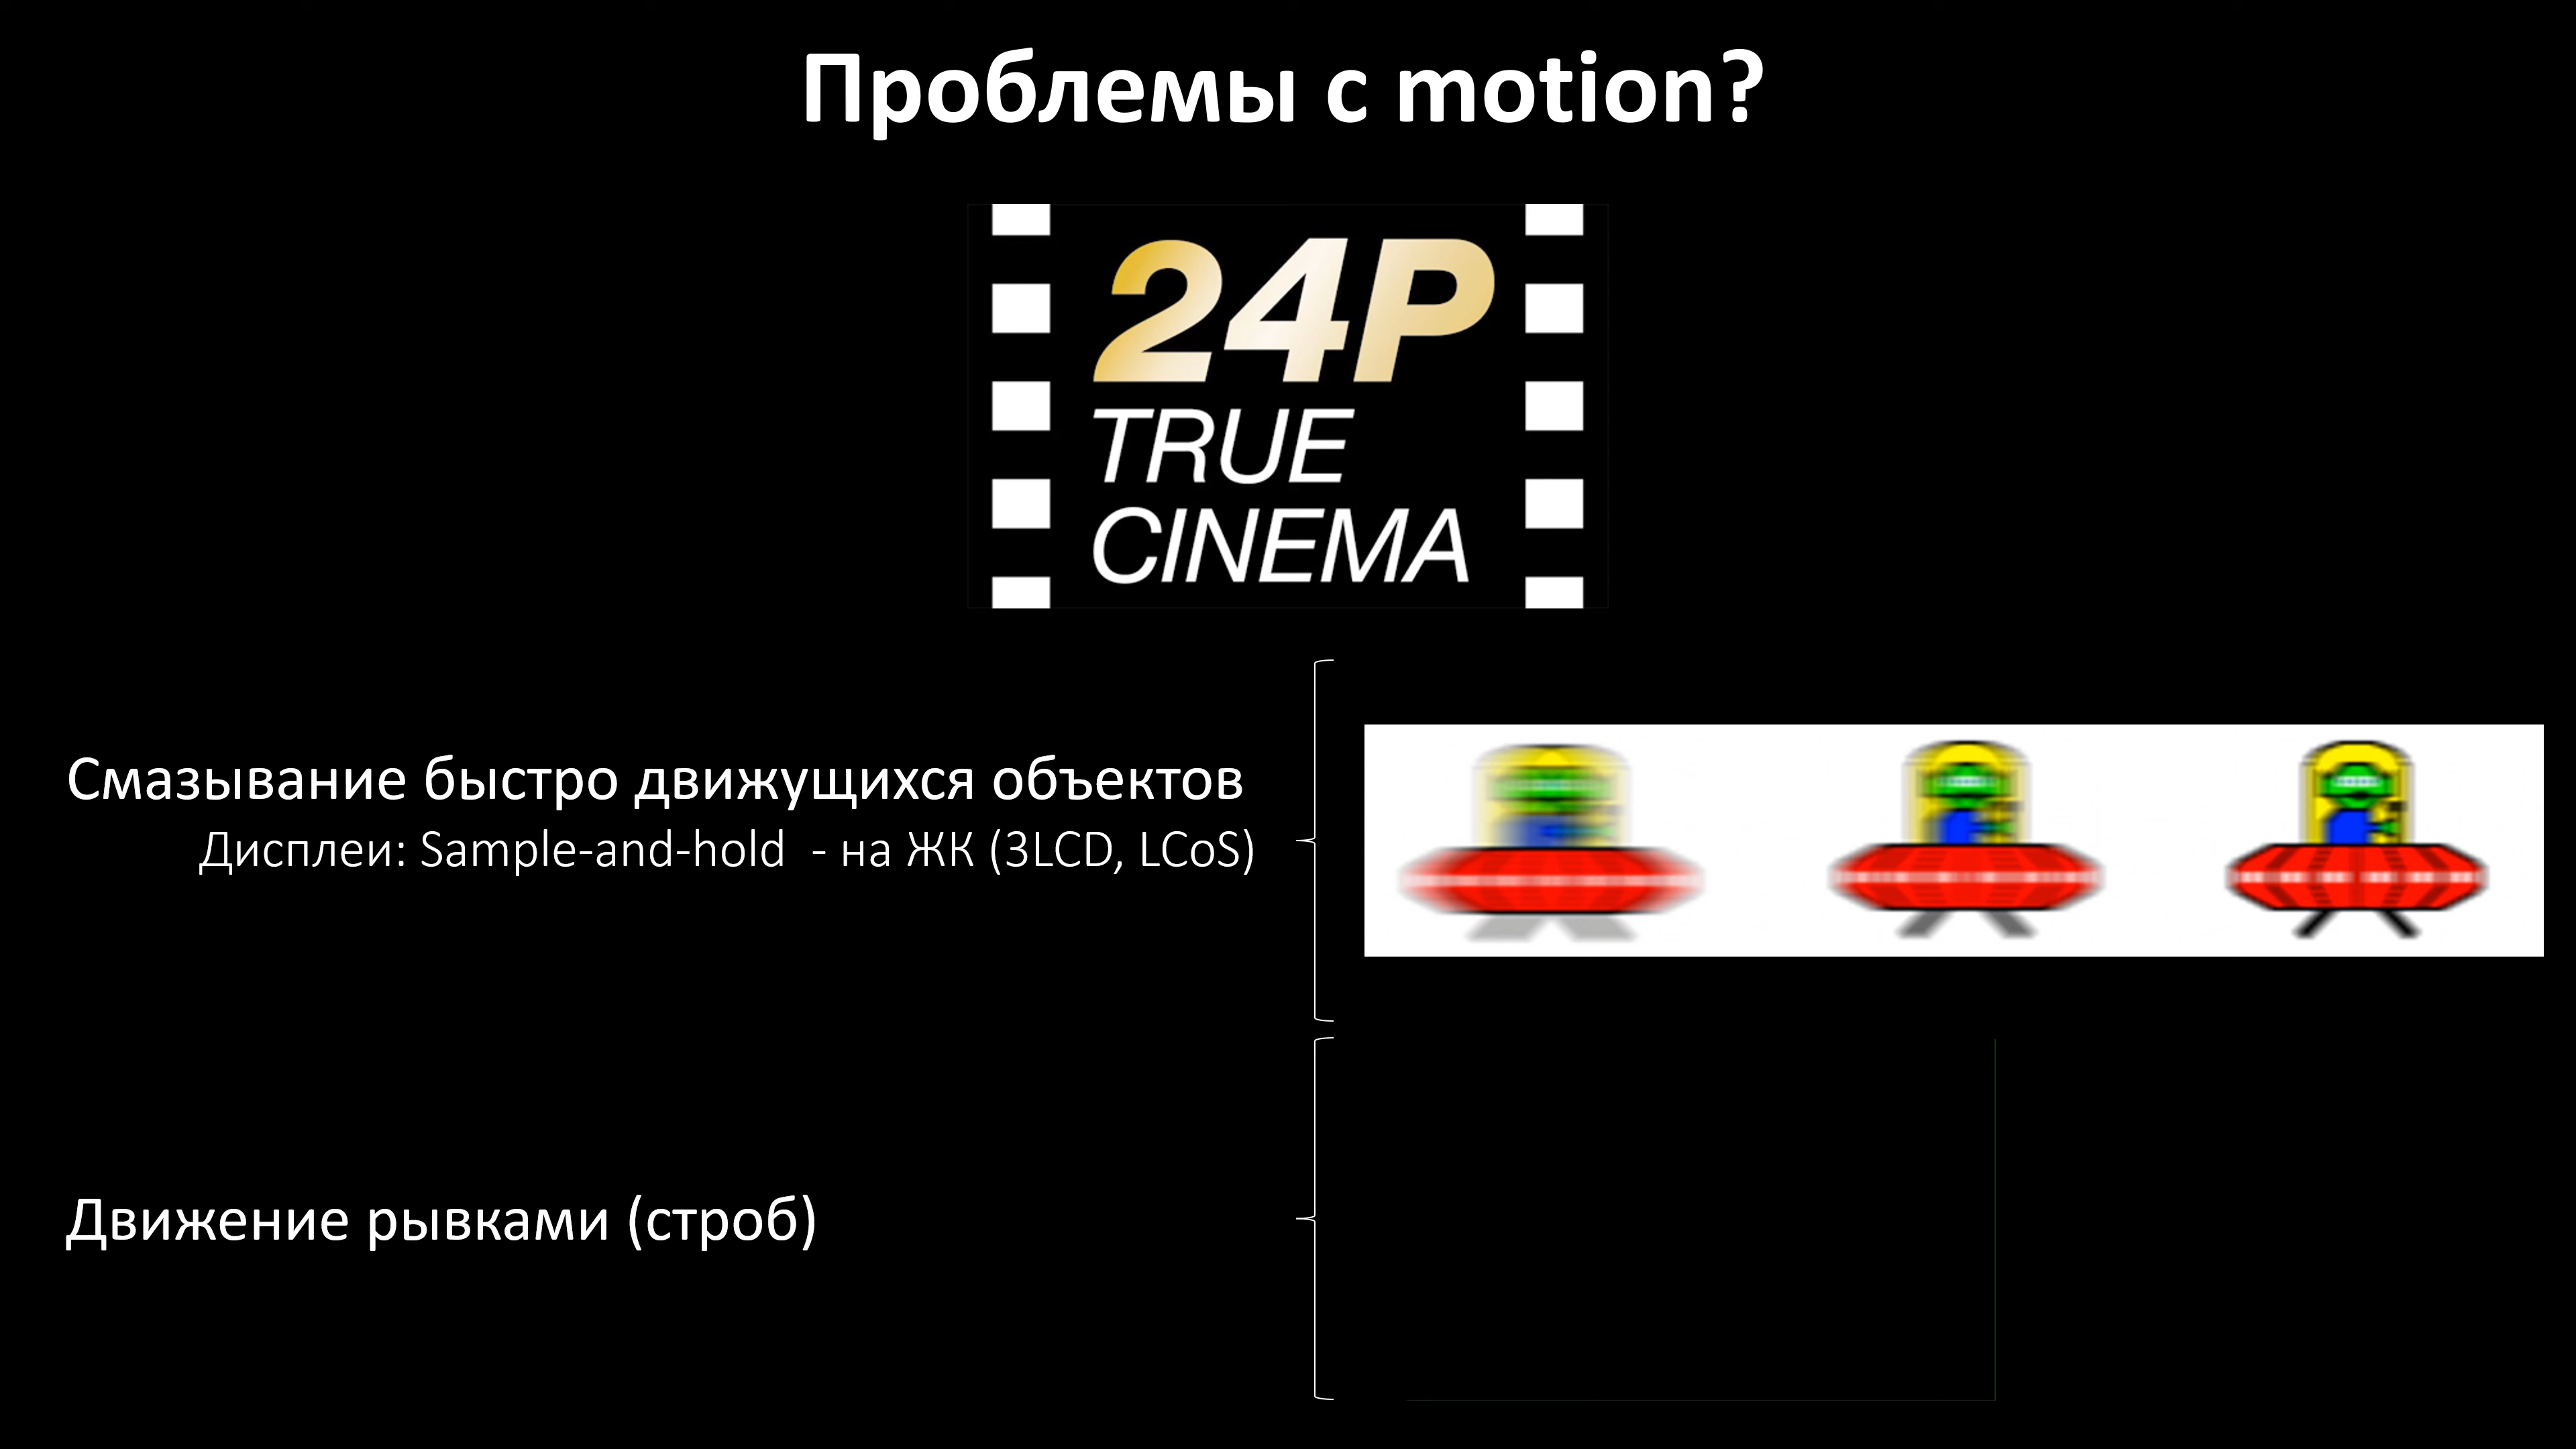 Проблемы с motion?
24P
TRUE
CINEMA
Смазывание быстро движущихся объектов
Дисплеи: Sample-and-hold  - на ЖК (3LCD, LCoS)
Движение рывками (строб)